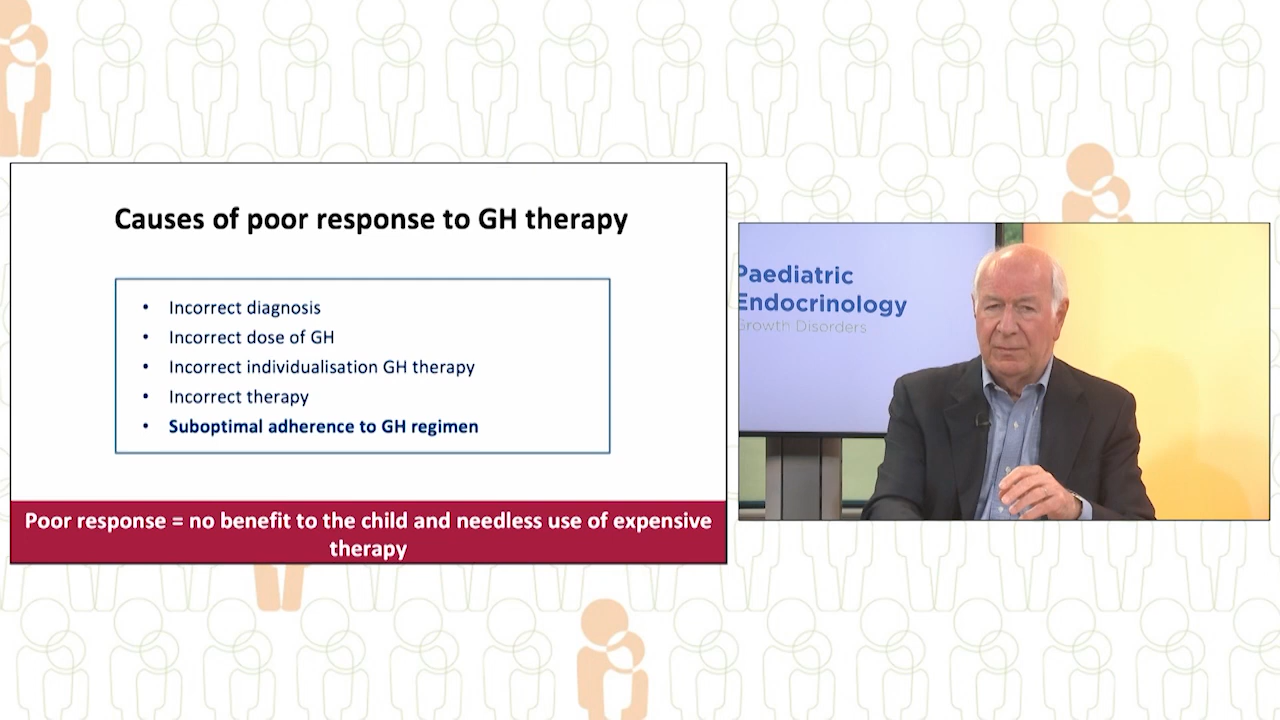 Causes of poor response to GH therapy
• Incorrect diagnosis
• Incorrect dose of GH
• Incorrect individualisation GH therapy
• Incorrect therapy
• Suboptimal adherence to GH regimen
Poor response = no benefit to the child and needless use of expensive
therapy
Paediatric
Endocrinology
Growth Disorders